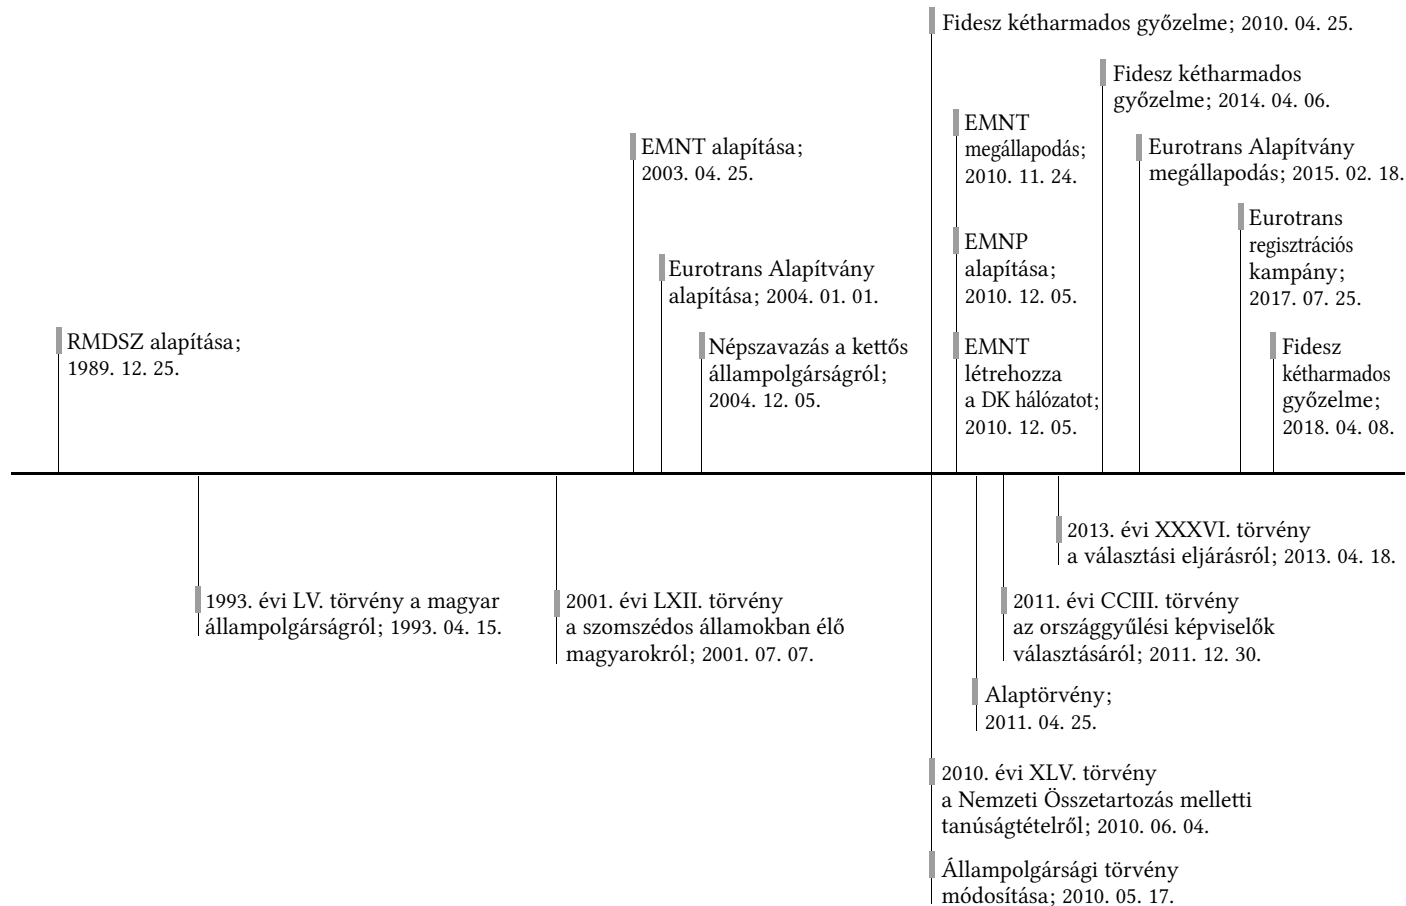 Fidesz kétharmados győzelme; 2010. 04. 25.
Fidesz kétharmados
győzelme; 2014. 04. 06.
EMNT
megállapodás;
2010. 11. 24.
EMNT alapítása;
2003. 04. 25.
Eurotrans Alapítvány
megállapodás; 2015. 02. 18.
Eurotrans
regisztrációs
kampány;
2017. 07. 25.
EMNP
alapítása;
2010. 12. 05.
Eurotrans Alapítvány
alapítása; 2004. 01. 01.
RMDSZ alapítása;
1989. 12. 25.
Népszavazás a kettős
állampolgárságról;
2004. 12. 05.
EMNT
létrehozza
a DK hálózatot;
2010. 12. 05.
Fidesz
kétharmados
győzelme;
2018. 04. 08.
2013. évi XXXVI. törvény
a választási eljárásról; 2013. 04. 18.
1993. évi LV. törvény a magyar
állampolgárságról; 1993. 04. 15.
2001. évi LXII. törvény
a szomszédos államokban élő
magyarokról; 2001. 07. 07.
2011. évi CCIII. törvény
az országgyűlési képviselők
választásáról; 2011. 12. 30.
Alaptörvény;
2011. 04. 25.
2010. évi XLV. törvény
a Nemzeti Összetartozás melletti
tanúságtételről; 2010. 06. 04.
Állampolgársági törvény
módosítása; 2010. 05. 17.